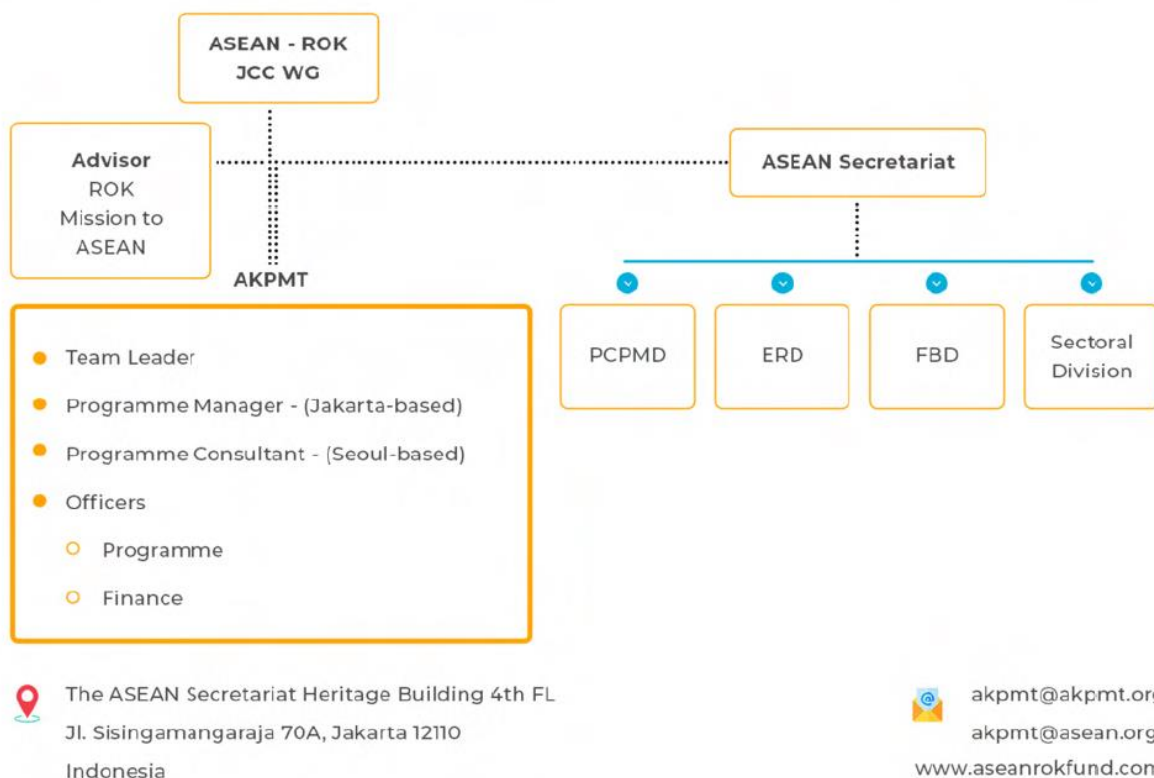 ASEAN - ROK
JCC WG
Advisor
ROK
Mission to
ASEAN
ASEAN Secretariat
AKPMT
Team Leader
Programme Manager - (Jakarta-based)
Programme Consultant - (Seoul-based)
Officers
Programme
Finance
PCPMD
ERD
FBD
Sectoral
Division
The ASEAN Secretariat Heritage Building 4th FL
Jl. Sisingamangaraja 70A, Jakarta 12110
Indonesia
akpmt@akpmt.org
akpmt@asean.org
www.aseanrokfund.com